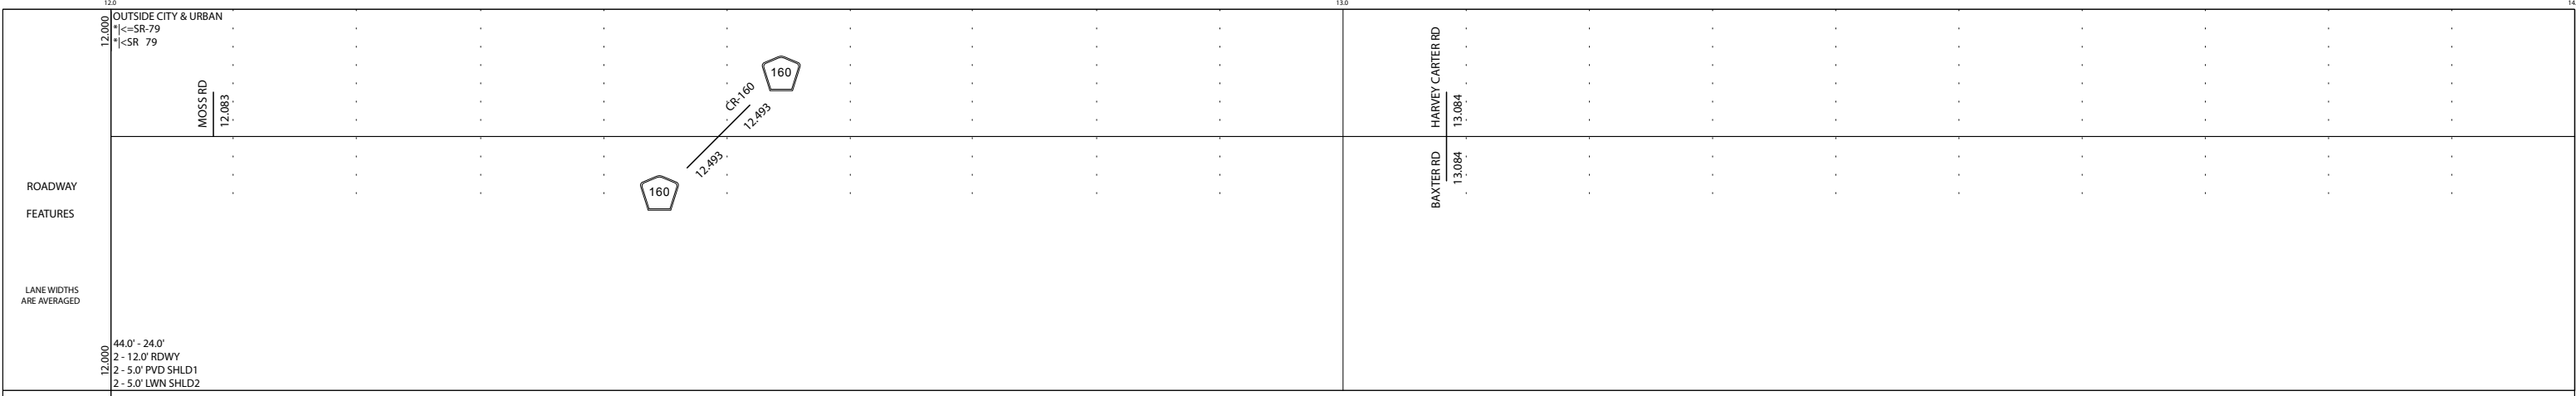 12.0
13.0
14.
12.000
OUTSIDE CITY & URBAN
*|<=SR-79
*|<SR 79
MOSS RD
12.083
160
CR-160
12.493
12.493
160
HARVEY CARTER RD
13.084
BAXTER RD
13.084
ROADWAY
FEATURES
LANE WIDTHS
ARE AVERAGED
12.000
44.0' - 24.0'
2 - 12.0' RDWY
2 - 5.0' PVD SHLD1
2 - 5.0' LWN SHLD2